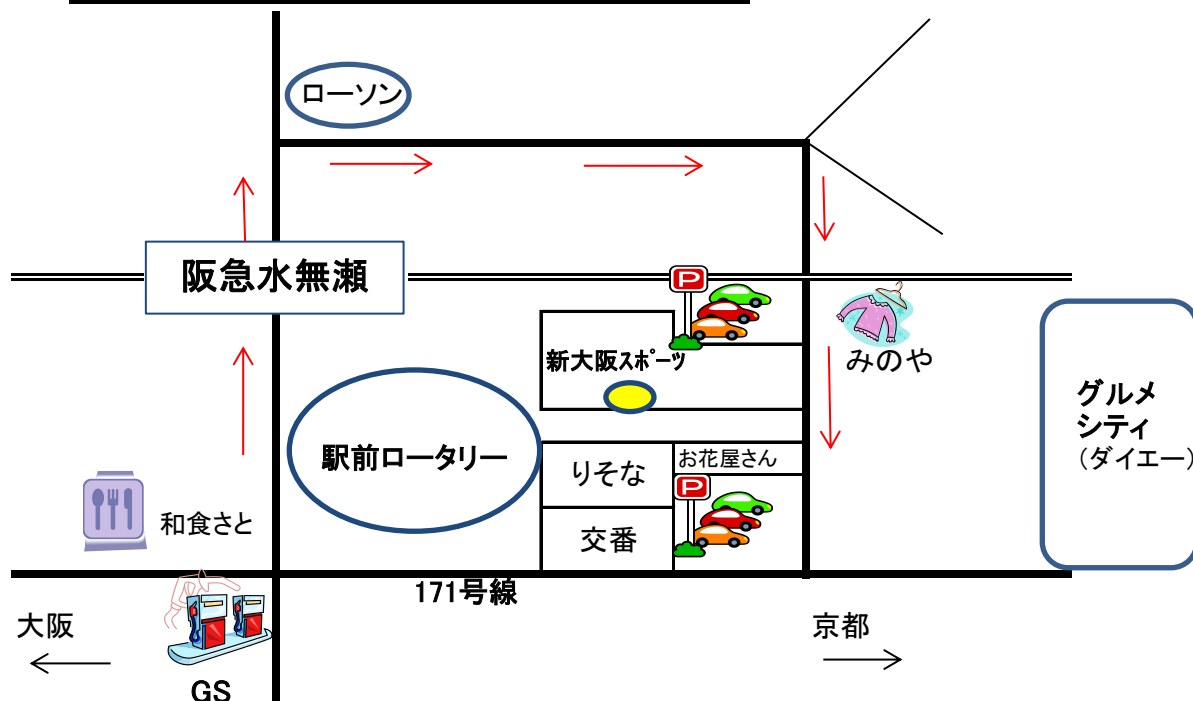 ローソン
阪急水無瀬
P
新大阪スポーツ
みのや
グルメ
シティ
(ダイエー)
駅前ロータリー
りそな
お花屋さん
P
和食さと
交番
171号線
大阪
京都
GS